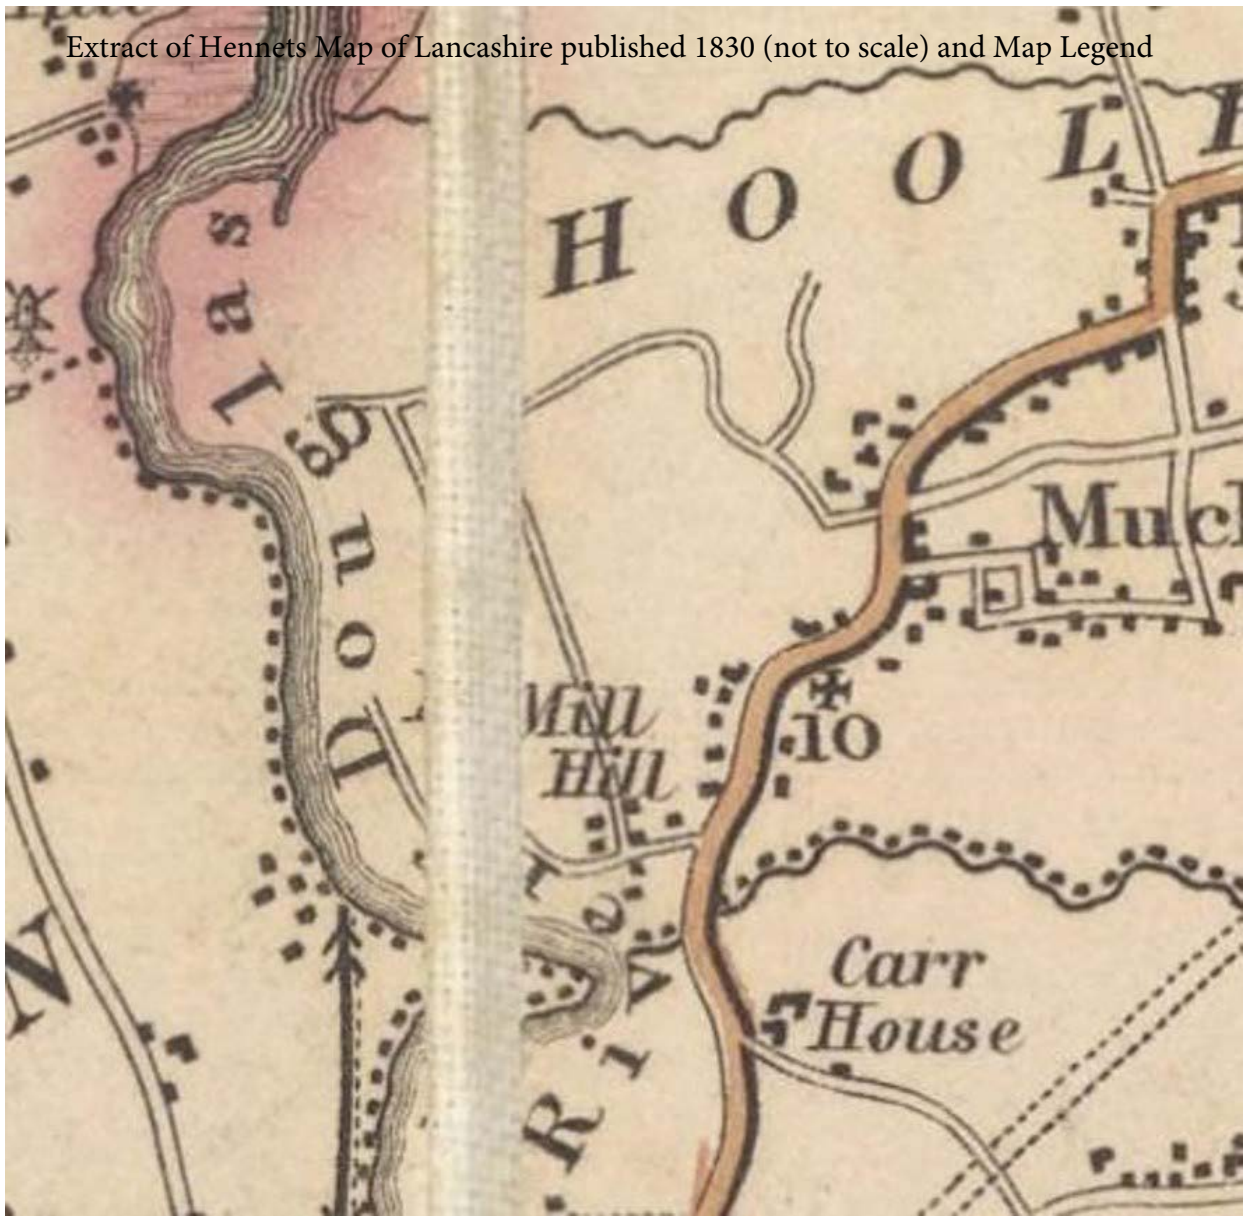 Extract of Hennets Map of Lancashire published 1830 (not to scale) and Map Legend
H O O L
Much
Mill
Hill
10
Carr
House
River
Douglas